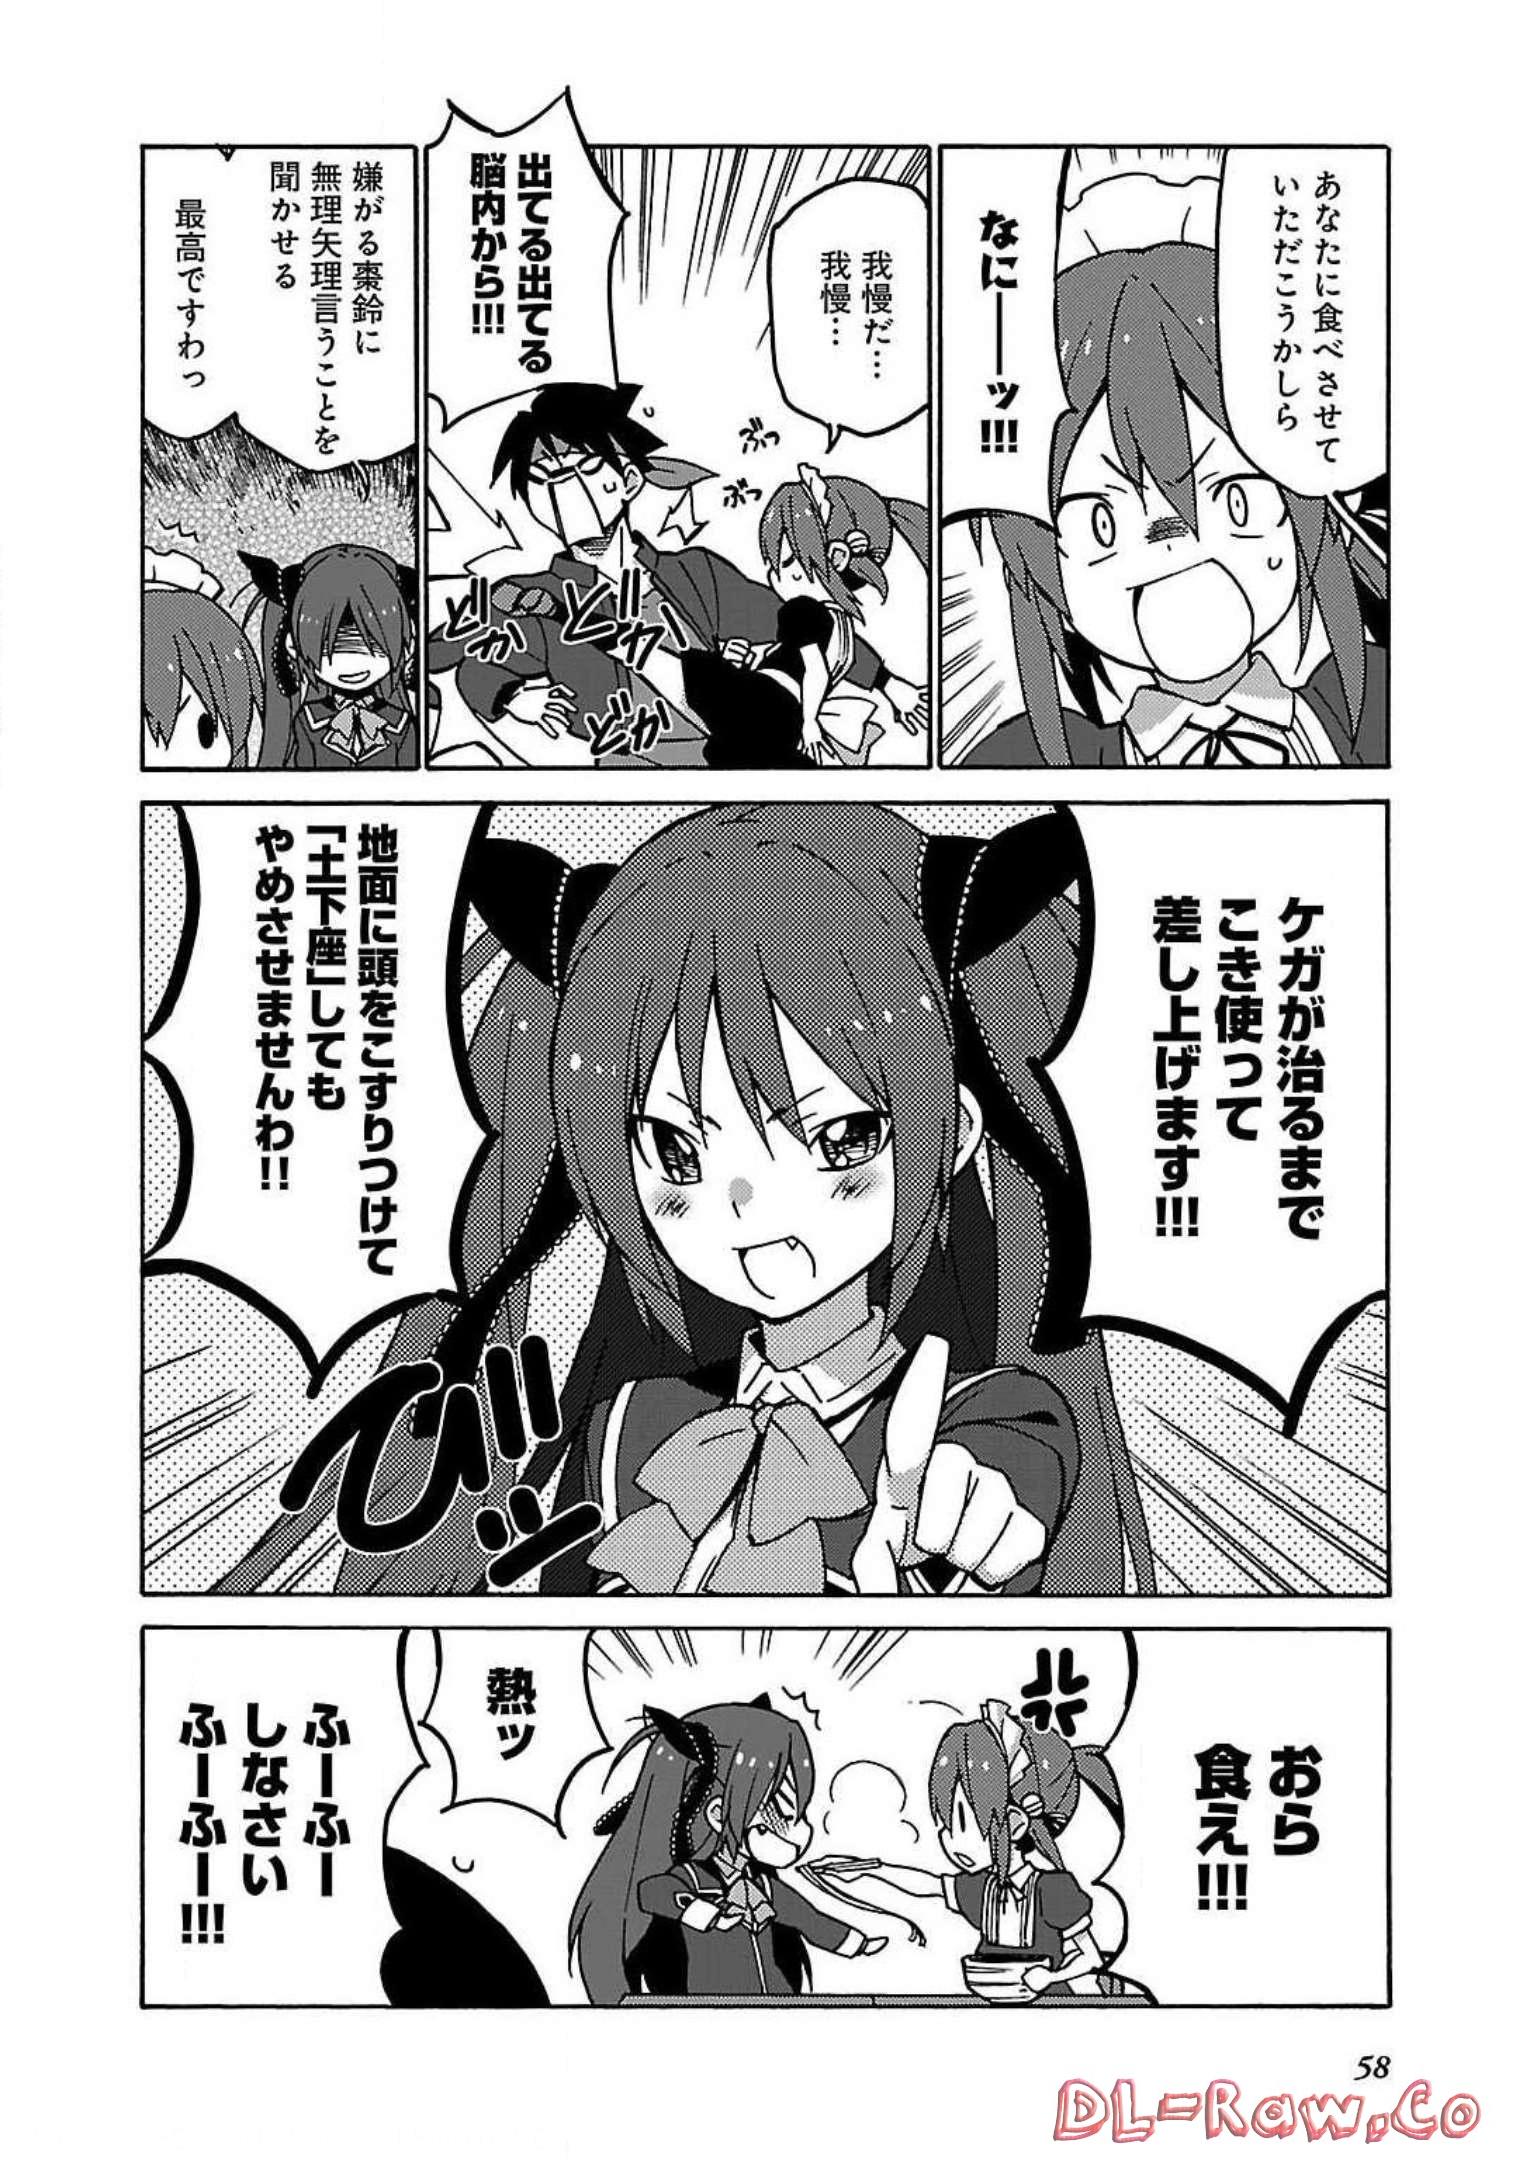 あなたに食べさせて
いただこうかしら
なに――ッ!!!
我慢だ…
我慢…
出てる出てる
脳内から!!!
ぶっ
ぶっ
どか
どか
どか
嫌がる棗鈴に
無理矢理言うことを
聞かせる
最高ですわっ
ケガが治るまで
こき使って
差し上げます!!!
地面に頭をこすりつけて
「土下座」しても
やめさせませんわ!!
びッ
おら
食え!!!
熱ッ
ふーふー
しなさい
ふーふー!!!
58
DL-Raw.Co